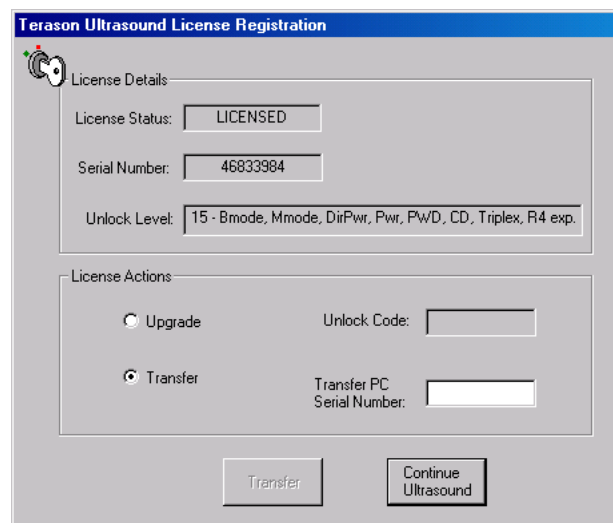 Terason Ultrasound License Registration
License Details
License Status: LICENSED
Serial Number: 46833984
Unlock Level: 15 - Bmode, Mmode, DirPwr, Pwr, PWD, CD, Triplex, R4 exp.
License Actions
Upgrade
Unlock Code:
Transfer
Transfer PC
Serial Number:
Transfer
Continue
Ultrasound